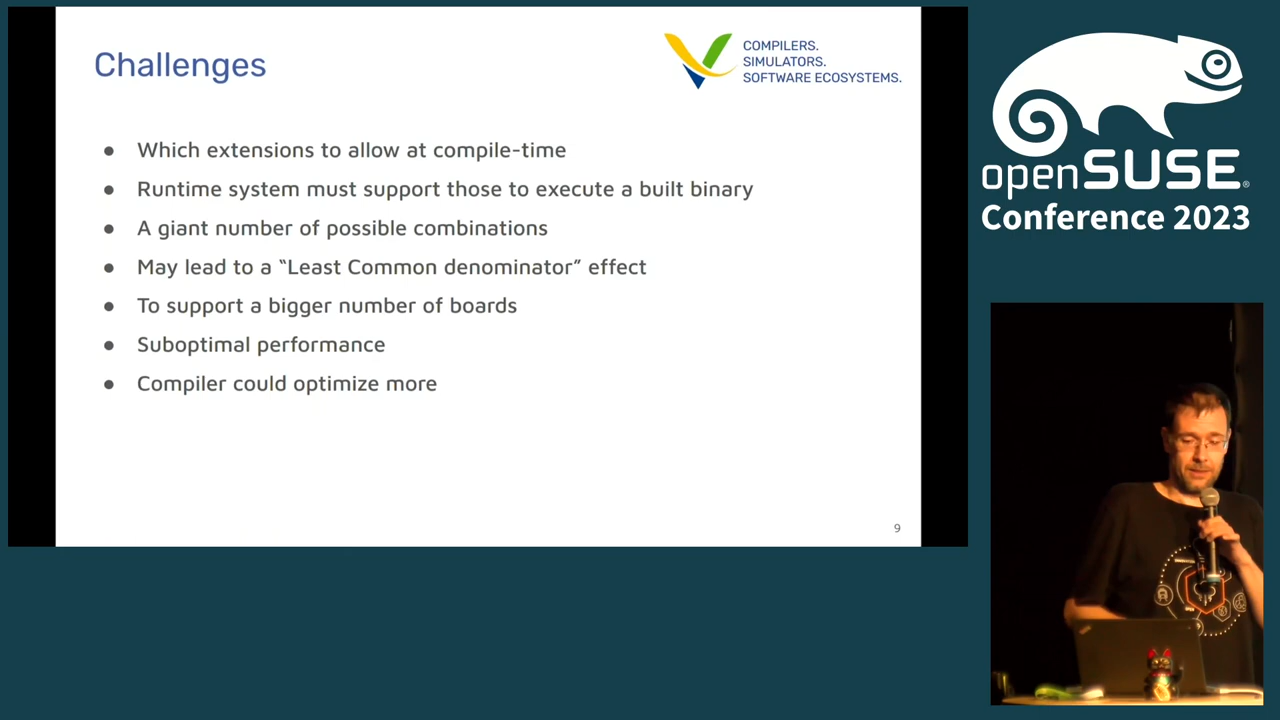 Challenges
COMPILERS.
SIMULATORS.
SOFTWARE ECOSYSTEMS.
● Which extensions to allow at compile-time
● Runtime system must support those to execute a built binary
● A giant number of possible combinations
● May lead to a “Least Common denominator” effect
● To support a bigger number of boards
● Suboptimal performance
● Compiler could optimize more
9
openSUSE®
Conference 2023